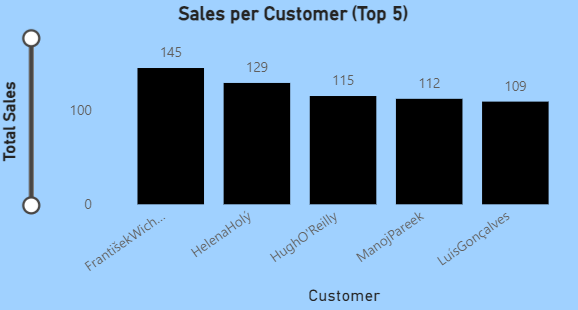 Sales per Customer (Top 5)
Total Sales
100
0
145
129
115
112
109
FrantišekWich...
HelenaHolý
HughO'Reilly
ManojPareek
LuísGonçalves
Customer